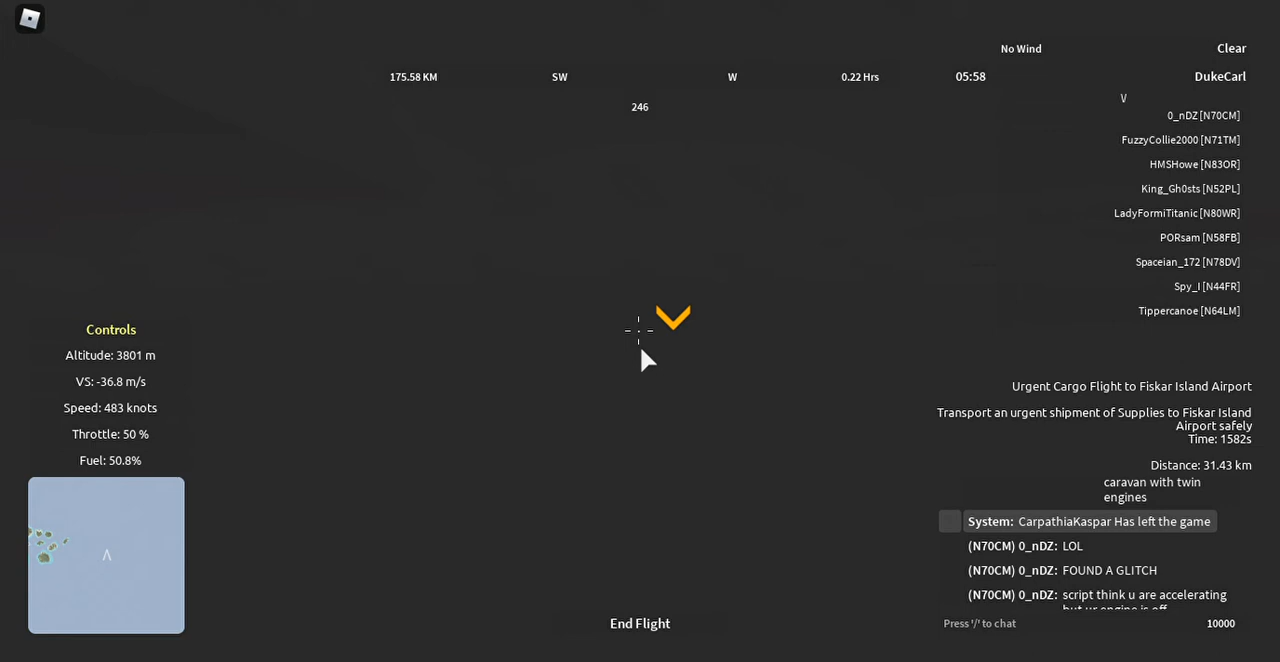 No Wind
Clear
175.58 KM
SW
W
0.22 Hrs
05:58
DukeCarl
246
V
0_nDZ [N70CM]
FuzzyCollie2000 [N71TM]
HMSHowe [N83OR]
King_Gh0sts [N52PL]
LadyFormiTitanic [N80WR]
PORsam [N58FB]
Spaceian_172 [N78DV]
Spy_I [N44FR]
Tippercanoe [N64LM]
Controls
Altitude: 3801 m
VS: -36.8 m/s
Speed: 483 knots
Throttle: 50 %
Fuel: 50.8%
Urgent Cargo Flight to Fiskar Island Airport
Transport an urgent shipment of Supplies to Fiskar Island
Airport safely
Time: 1582s
Distance: 31.43 km
caravan with twin
engines
System: CarpathiaKaspar Has left the game
(N70CM) 0_nDZ: LOL
(N70CM) 0_nDZ: FOUND A GLITCH
(N70CM) 0_nDZ: script think u are accelerating
but ur engine is off
End Flight
Press '/' to chat
10000